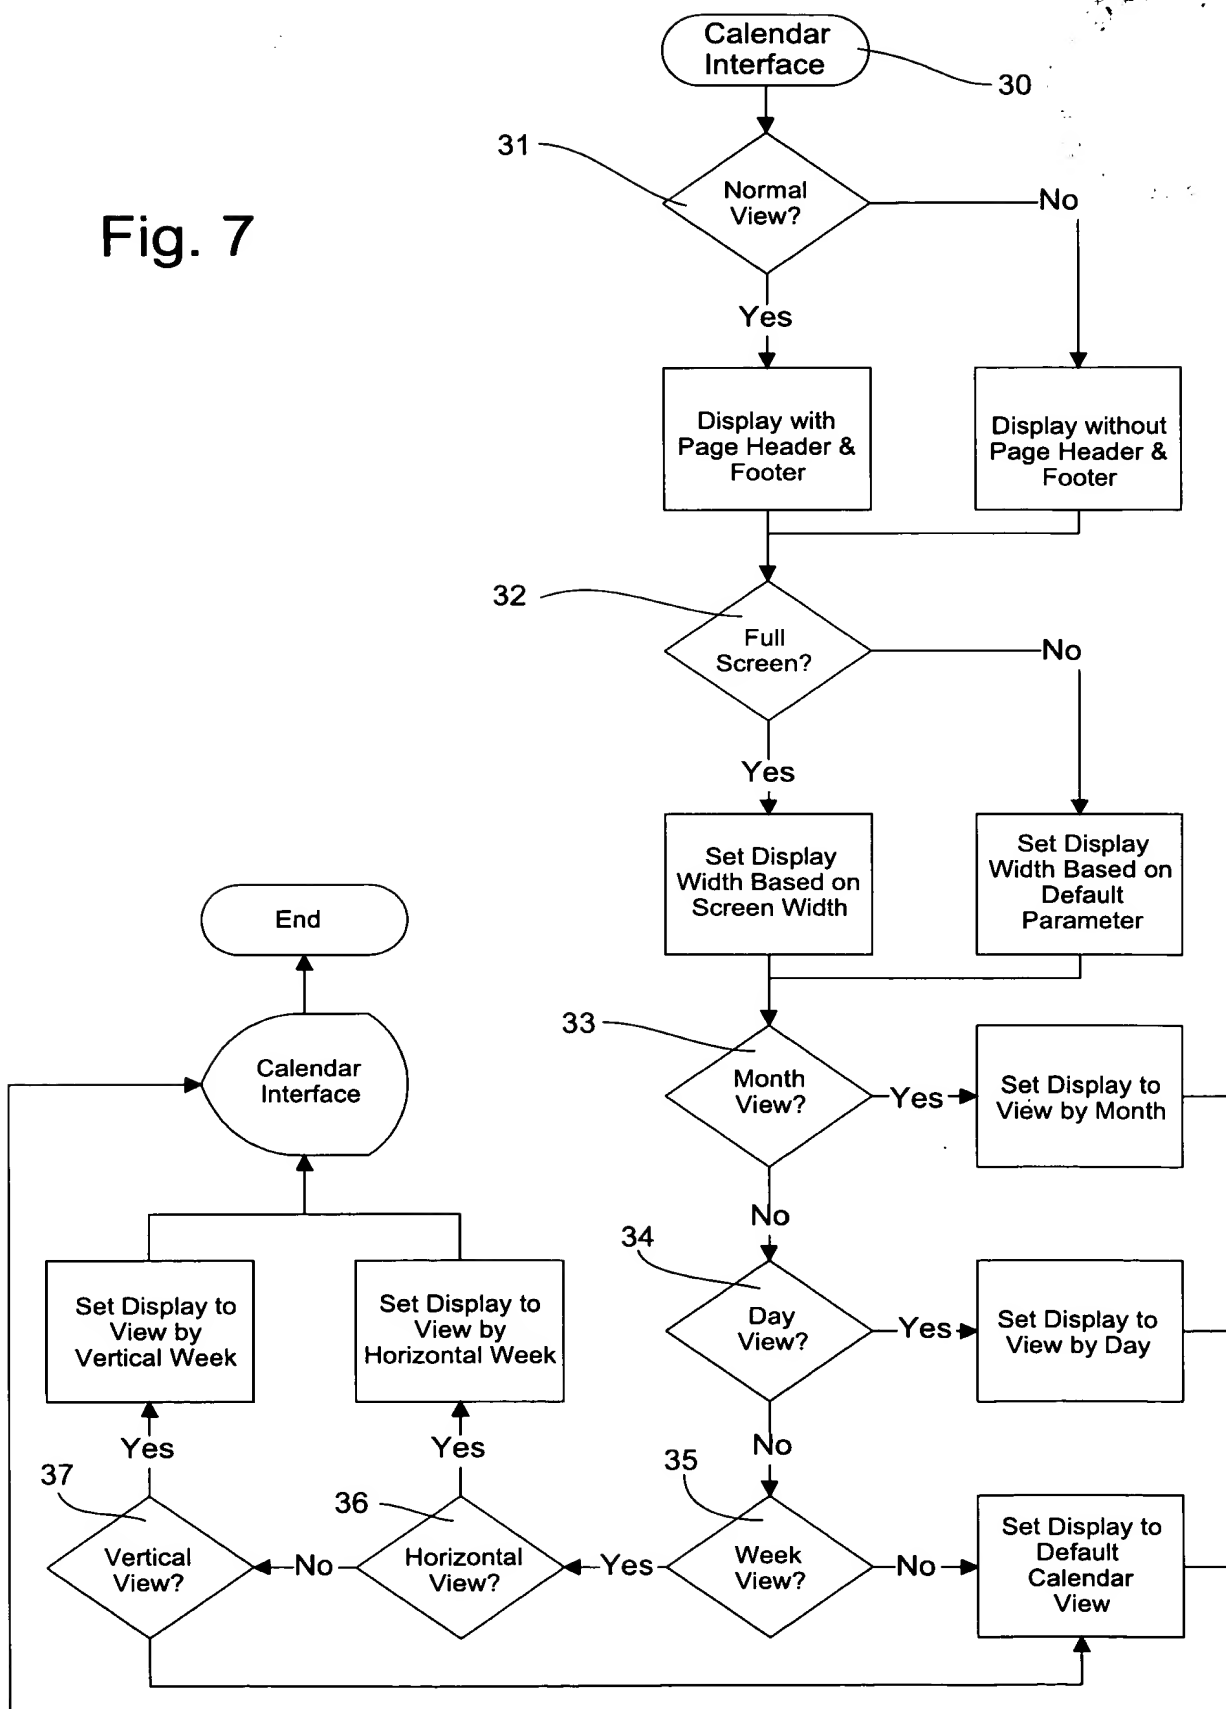 Calendar
Interface
30
31
Normal
View?
No
Fig. 7
Yes
Display with
Page Header &
Footer
Display without
Page Header &
Footer
32
Full
Screen?
No
Yes
Set Display
Width Based on
Screen Width
Set Display
Width Based on
Default
Parameter
End
33
Calendar
Interface
Month
View?
Yes
Set Display to
View by Month
No
34
Set Display to
View by
Vertical Week
Set Display to
View by
Horizontal Week
Day
View?
Yes
Set Display to
View by Day
Yes
Yes
No
37
36
35
Vertical
View?
No
Horizontal
View?
Yes
Week
View?
No
Set Display to
Default
Calendar
View